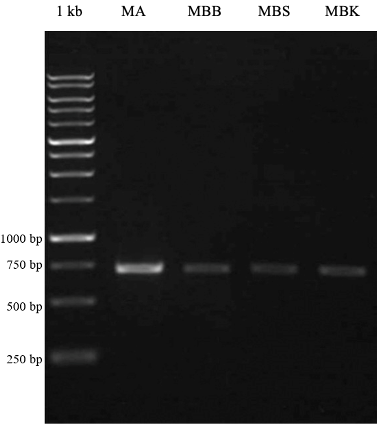 1 kb MA MBB MBS MBK
1000 bp
750 bp
500 bp
250 bp